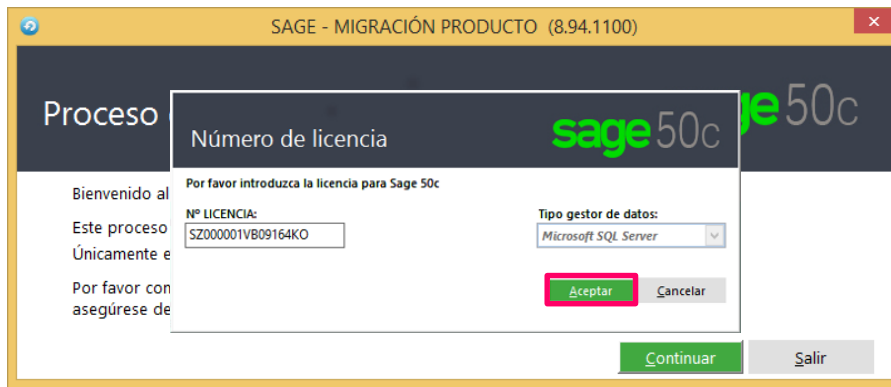 SAGE - MIGRACIÓN PRODUCTO (8.94.1100)
Proceso
50c
Número de licencia
sage 50c
Por favor introduzca la licencia para Sage 50c
Nº LICENCIA:
Tipo gestor de datos:
SZ000001VB09164KO
Microsoft SQL Server
Aceptar
Cancelar
Bienvenido al
Este proceso
Únicamente e
Por favor con
asegúrese de
Continuar
Salir